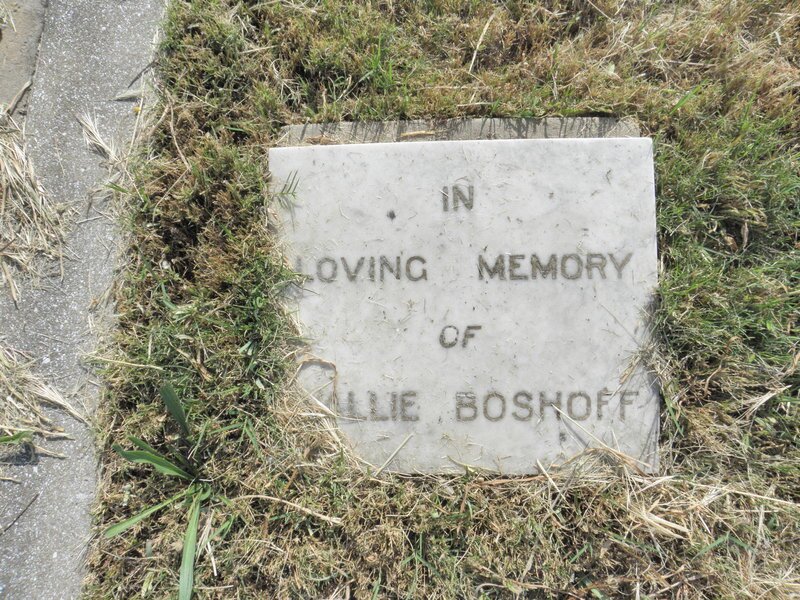 IN
LOVING MEMORY
OF
BOSHOFF